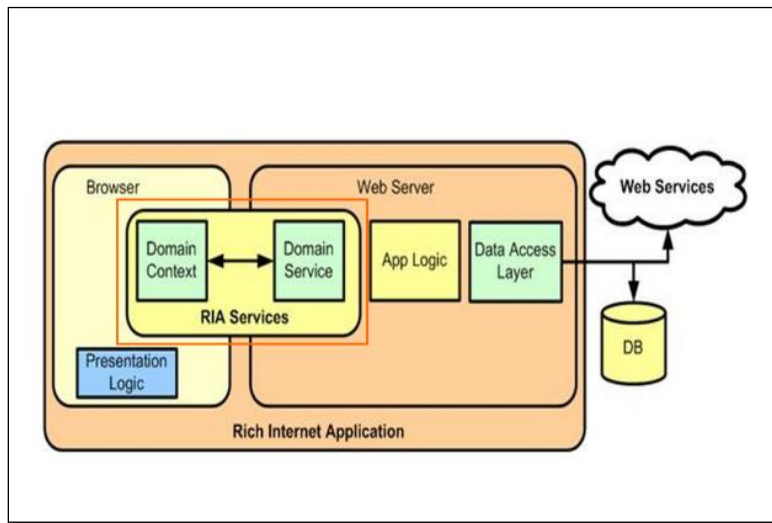 Browser
Web Server
Web Services
Domain
Context
Domain
Service
App Logic
Data Access
Layer
RIA Services
DB
Presentation
Logic
Rich Internet Application